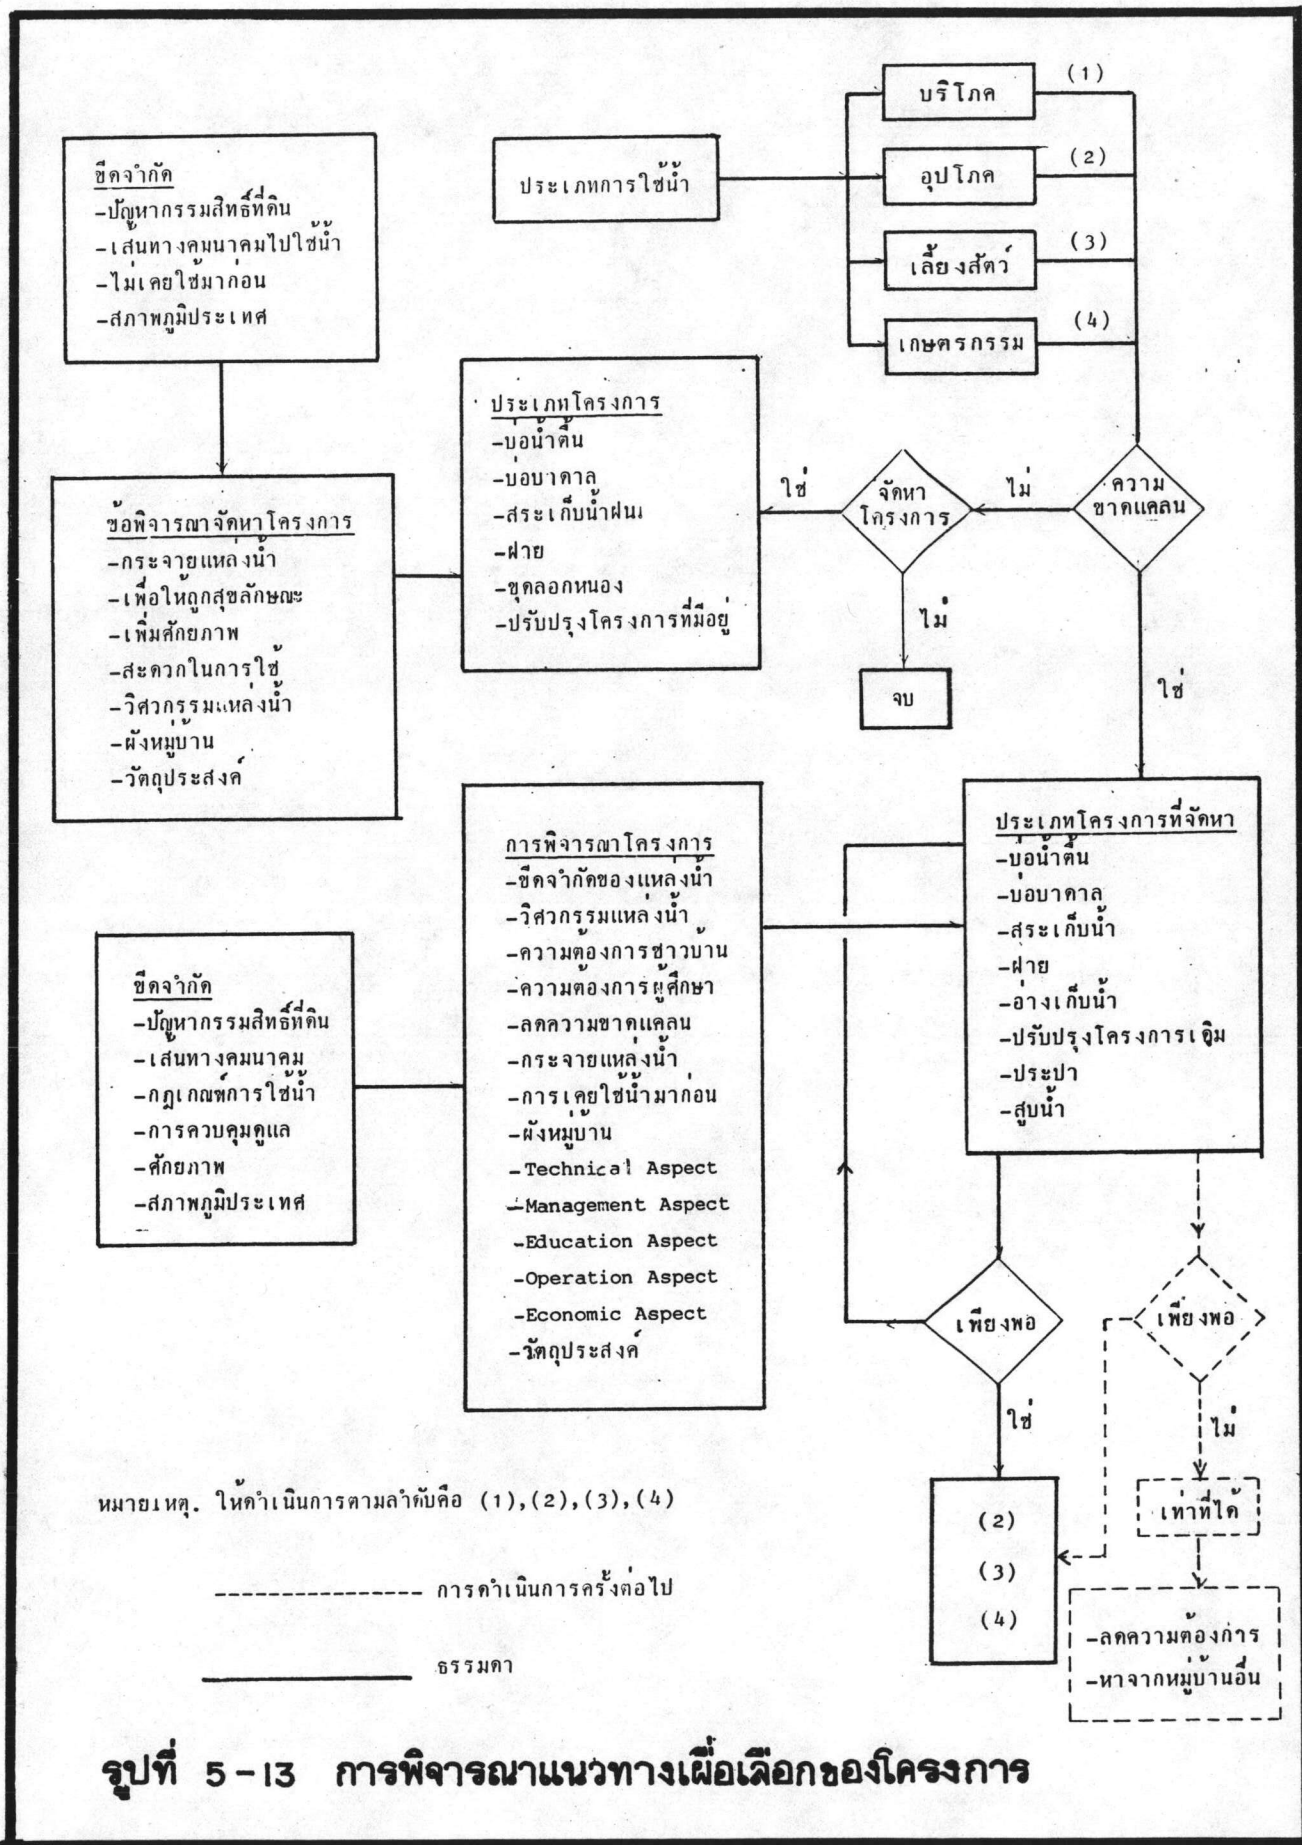 บริโภค
(1)
ประเภทการใช้น้ำ
อุปโภค
(2)
เลี้ยงสัตว์
(3)
เกษตรกรรม
(4)
ขีดจำกัด
-ปัญหากรรมสิทธิ์ที่ดิน
-เส้นทางคมนาคมไปใช้น้ำ
-ไม่เคยใช้มาก่อน
-สภาพภูมิประเทศ
ประเภทโครงการ
-บ่อน้ำตื้น
-บ่อบาดาล
-สระเก็บน้ำฝน
-ฝาย
-ขุดลอกหนอง
-ปรับปรุงโครงการที่มีอยู่
ใช่
จัดหา
โครงการ
ไม่
ความ
ขาดแคลน
ไม่
จบ
ใช่
ข้อพิจารณาจัดหาโครงการ
-กระจายแหล่งน้ำ
-เพื่อให้ถูกสุขลักษณะ
-เพิ่มศักยภาพ
-สะดวกในการใช้
-วิศวกรรมแหล่งน้ำ
-ผังหมู่บ้าน
-วัตถุประสงค์
การพิจารณาโครงการ
-ขีดจำกัดของแหล่งน้ำ
-วิศวกรรมแหล่งน้ำ
-ความต้องการชาวบ้าน
-ความต้องการผู้ศึกษา
-ลดความขาดแคลน
-กระจายแหล่งน้ำ
-การเคยใช้น้ำมาก่อน
-ผังหมู่บ้าน
-Technical Aspect
-Management Aspect
-Education Aspect
-Operation Aspect
-Economic Aspect
-วัตถุประสงค์
ประเภทโครงการที่จัดหา
-บ่อน้ำตื้น
-บ่อบาดาล
-สระเก็บน้ำ
-ฝาย
-อ่างเก็บน้ำ
-ปรับปรุงโครงการเดิม
-ประปา
-สูบน้ำ
ขีดจำกัด
-ปัญหากรรมสิทธิ์ที่ดิน
-เส้นทางคมนาคม
-กฎเกณฑ์การใช้น้ำ
-การควบคุมดูแล
-ศักยภาพ
-สภาพภูมิประเทศ
เพียงพอ
เพียงพอ
ใช่
ไม่
(2)
(3)
(4)
เท่าที่ได้
-ลดความต้องการ
-หาจากหมู่บ้านอื่น
หมายเหตุ. ให้ดำเนินการตามลำดับคือ (1),(2),(3),(4)
การดำเนินการครั้งต่อไป
ธรรมดา
รูปที่ 5-13 การพิจารณาแนวทางเผื่อเลือกของโครงการ